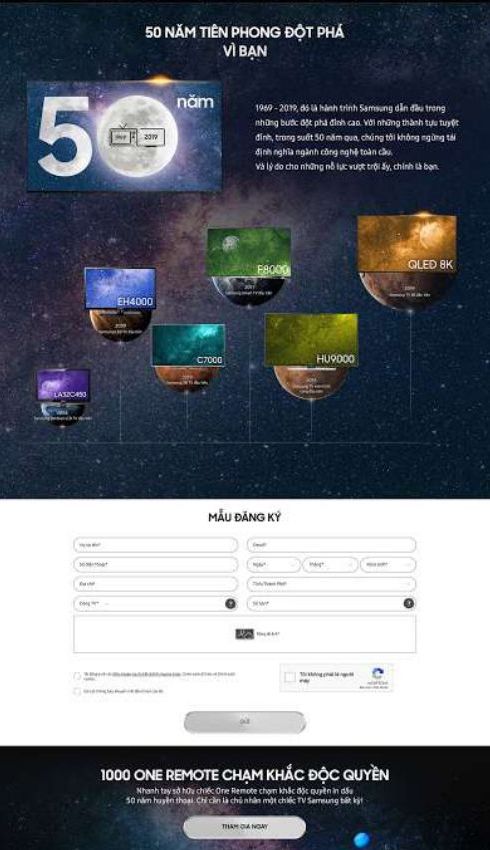 50 NĂM TIÊN PHONG ĐỘT PHÁ
VÌ BẠN
50 năm
1969
2019
1969 - 2019, đó là hành trình Samsung dẫn đầu trong
những bước đột phá đỉnh cao. Với những thành tựu tuyệt
đỉnh, trong suốt 50 năm qua, chúng tôi không ngừng tái
định nghĩa ngành công nghệ toàn cầu.
Và lý do cho những nỗ lực vượt trội ấy, chính là bạn.
QLED 8K
F8000
EH4000
C7000
HU9000
LA32C450
MẪU ĐĂNG KÝ
Họ và tên*
Email*
Số điện thoại*
Ngày*
Tháng*
Địa chỉ*
Tỉnh/Thành Phố*
Dòng TV*
Tôi không phải là người
máy
reCAPTCHA
GỬI
1000 ONE REMOTE CHẠM KHẮC ĐỘC QUYỀN
Nhanh tay sở hữu chiếc One Remote chạm khắc độc quyền in dấu
50 năm huyền thoại. Chỉ cần là chủ nhân một chiếc TV Samsung bất kỳ!
THAM GIA NGAY